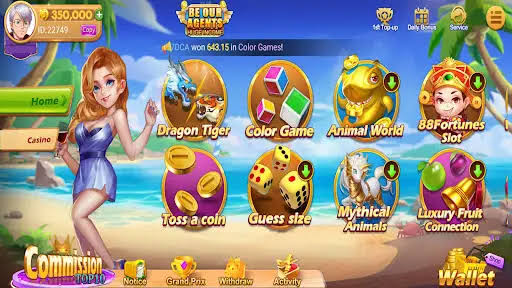 350,000 +
ID:22749 Copy
BE OUR
AGENTS
HUGE INCOME
1st Top-up
Daily Bonus
Service
/DCA won 643.15 in Color Games!
Home
Casino
Dragon Tiger
Color Game
Animal World
88Fortunes
Slot
Toss a coin
Guess size
Mythical
Animals
Luxury Fruit
Connection
Commission
TOP10
Notice
Grand Prix
Withdraw
Activity
Shop
Wallet